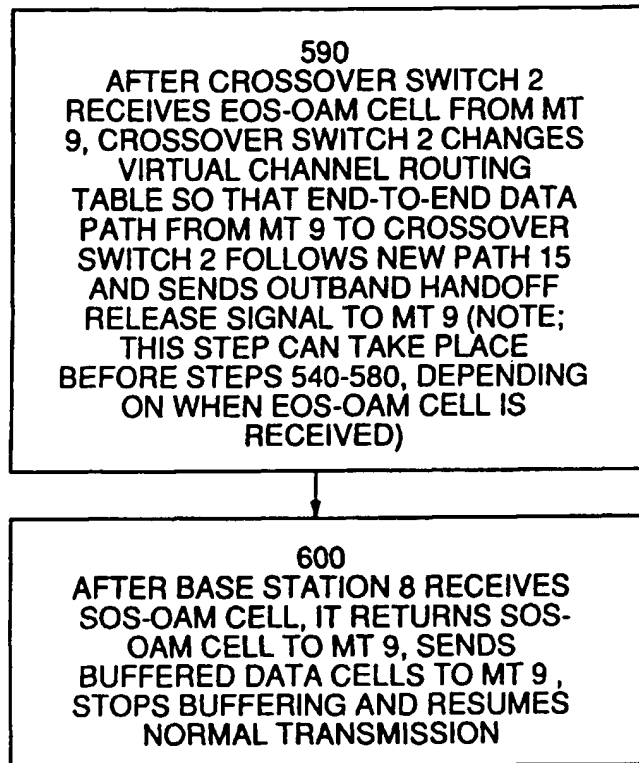 590
AFTER CROSSOVER SWITCH 2
RECEIVES EOS-OAM CELL FROM MT
9, CROSSOVER SWITCH 2 CHANGES
VIRTUAL CHANNEL ROUTING
TABLE SO THAT END-TO-END DATA
PATH FROM MT 9 TO CROSSOVER
SWITCH 2 FOLLOWS NEW PATH 15
AND SENDS OUTBAND HANDOFF
RELEASE SIGNAL TO MT 9 (NOTE;
THIS STEP CAN TAKE PLACE
BEFORE STEPS 540-580, DEPENDING
ON WHEN EOS-OAM CELL IS
RECEIVED)
600
AFTER BASE STATION 8 RECEIVES
SOS-OAM CELL, IT RETURNS SOS-
OAM CELL TO MT 9, SENDS
BUFFERED DATA CELLS TO MT 9 ,
STOPS BUFFERING AND RESUMES
NORMAL TRANSMISSION